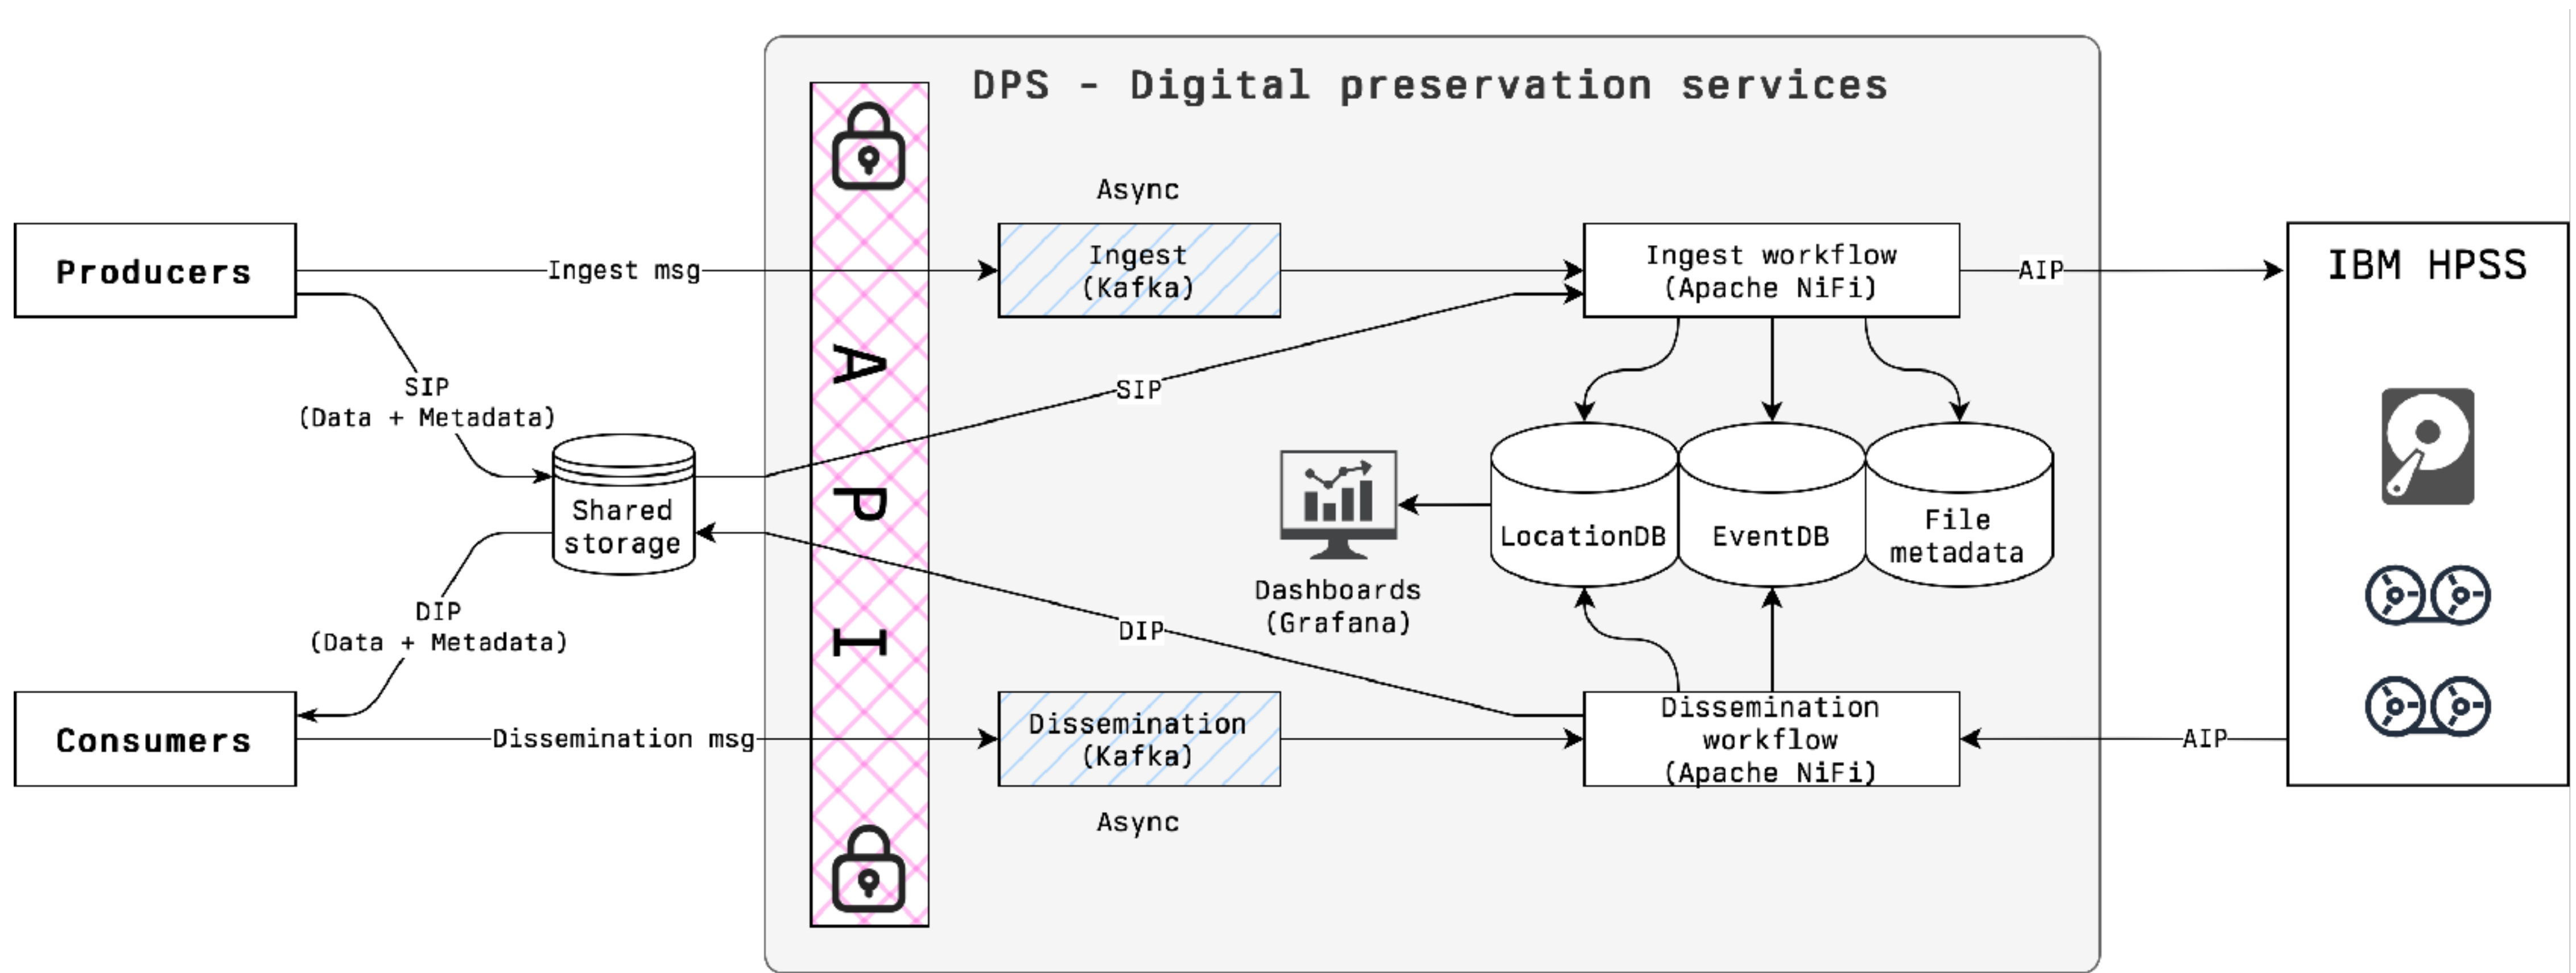 DPS - Digital preservation services
Async
Producers
Ingest msg
Ingest
(Kafka)
Ingest workflow
(Apache NiFi)
AIP
IBM HPSS
SIP
(Data + Metadata)
SIP
A
P
I
Shared
storage
LocationDB
EventDB
File
metadata
Dashboards
(Grafana)
DIP
(Data + Metadata)
DIP
Consumers
Dissemination msg
Dissemination
(Kafka)
Dissemination
workflow
(Apache NiFi)
AIP
Async